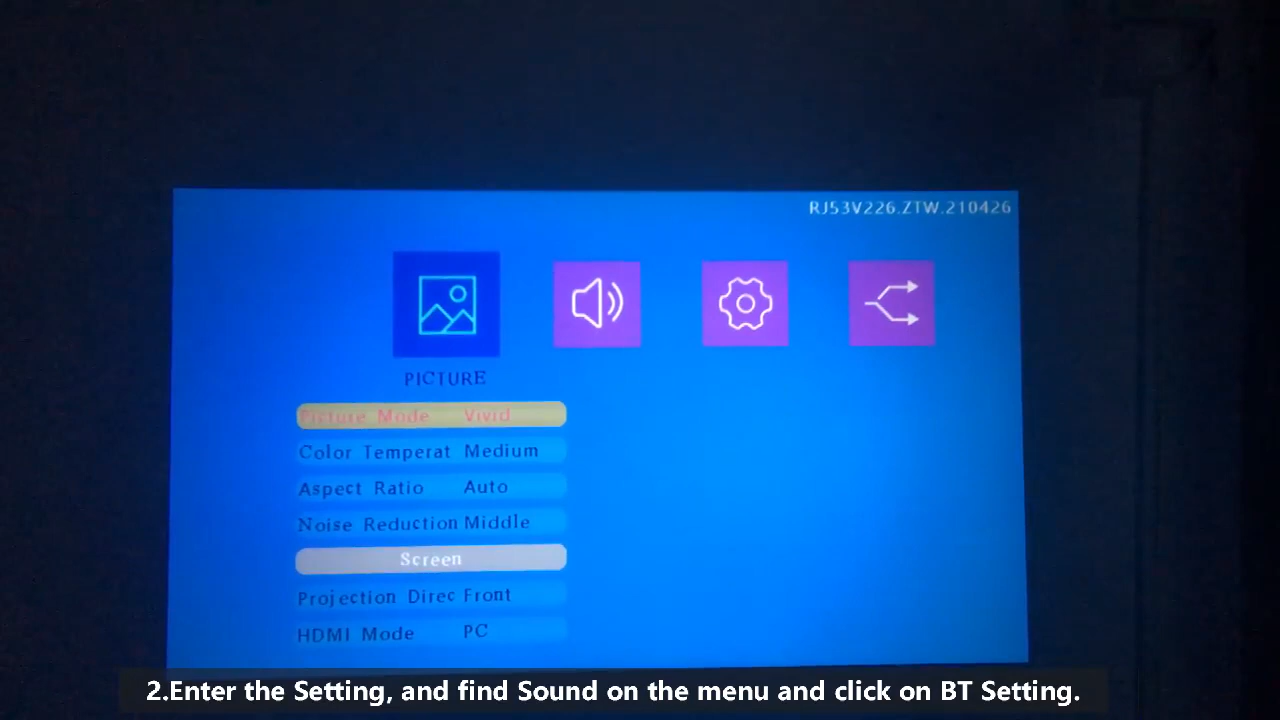 RJ53V226.ZTW.210426
PICTURE
Picture Mode Vivid
Color Temperat Medium
Aspect Ratio Auto
Noise Reduction Middle
Screen
Projection Direc Front
HDMI Mode PC
2.Enter the Setting, and find Sound on the menu and click on BT Setting.